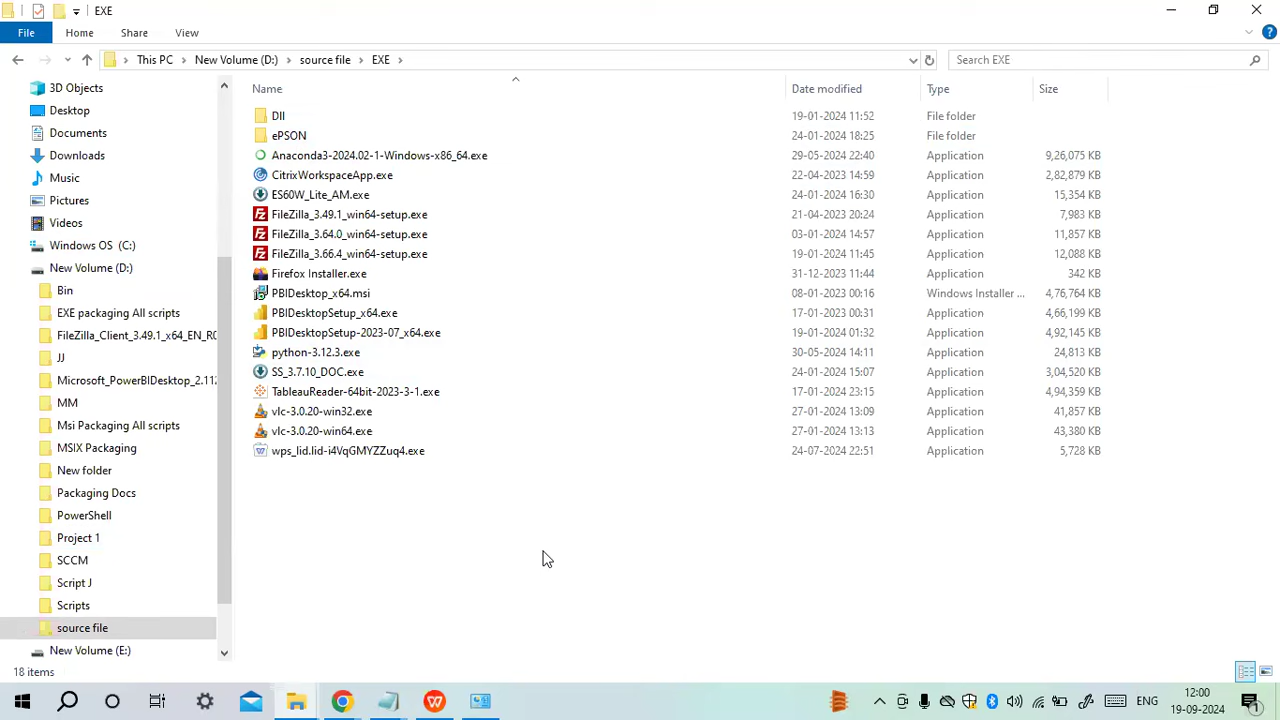 EXE
File Home Share View
This PC New Volume (D:) source file EXE Search EXE
Name Date modified Type Size
3D Objects
Desktop
Documents
Downloads
Music
Pictures
Videos
Windows OS (C:)
New Volume (D:)
Bin
EXE packaging All scripts
FileZilla_Client_3.49.1_x64_EN_R0
JJ
Microsoft_PowerBIDesktop_2.112
MM
Msi Packaging All scripts
MSIX Packaging
New folder
Packaging Docs
PowerShell
Project 1
SCCM
Script J
Scripts
source file
New Volume (E:)
Dll 19-01-2024 11:52 File folder
ePSON 24-01-2024 18:25 File folder
Anaconda3-2024.02-1-Windows-x86_64.exe 29-05-2024 22:40 Application 9,26,075 KB
CitrixWorkspaceApp.exe 22-04-2023 14:59 Application 2,82,879 KB
ES60W_Lite_AM.exe 24-01-2024 16:30 Application 15,354 KB
FileZilla_3.49.1_win64-setup.exe 21-04-2023 20:24 Application 7,983 KB
FileZilla_3.64.0_win64-setup.exe 03-01-2024 14:57 Application 11,857 KB
FileZilla_3.66.4_win64-setup.exe 19-01-2024 11:45 Application 12,088 KB
Firefox Installer.exe 31-12-2023 11:44 Application 342 KB
PBIDesktop_x64.msi 08-01-2023 00:16 Windows Installer ... 4,76,764 KB
PBIDesktopSetup_x64.exe 17-01-2023 00:31 Application 4,66,199 KB
PBIDesktopSetup-2023-07_x64.exe 19-01-2024 01:32 Application 4,92,145 KB
python-3.12.3.exe 30-05-2024 14:11 Application 24,813 KB
SS_3.7.10_DOC.exe 24-01-2024 15:07 Application 3,04,520 KB
TableauReader-64bit-2023-3-1.exe 17-01-2024 23:15 Application 4,94,359 KB
vlc-3.0.20-win32.exe 27-01-2024 13:09 Application 41,857 KB
vlc-3.0.20-win64.exe 27-01-2024 13:13 Application 43,380 KB
wps_lid.lid-i4VqGMYZZuq4.exe 24-07-2024 22:51 Application 5,728 KB
18 items
ENG 12:00
19-09-2024